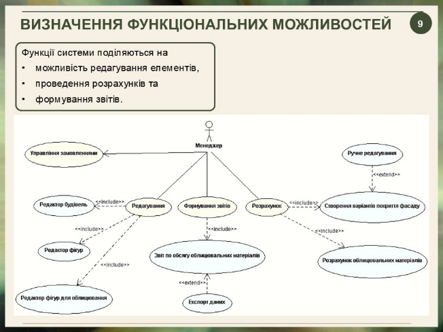 ВИЗНАЧЕННЯ ФУНКЦІОНАЛЬНИХ МОЖЛИВОСТЕЙ
9
Функції системи поділяються на
• можливість редагування елементів,
• проведення розрахунків та
• формування звітів.
Менеджер
Управління замовленнями
Ручне редагування
<<extend>>
Редактор будівель
<<include>>
Редагування
Формування звітів
Розрахунок
<<include>>
Створення варіанів покриття фасаду
<<include>>
<<include>>
<<include>>
Редактор фігур
<<include>>
Звіт по обсягу облицювальних матеріалів
Розрахунок облицювальних матеріалів
<<extend>>
Редактор фігур для облицювання
Експорт даних